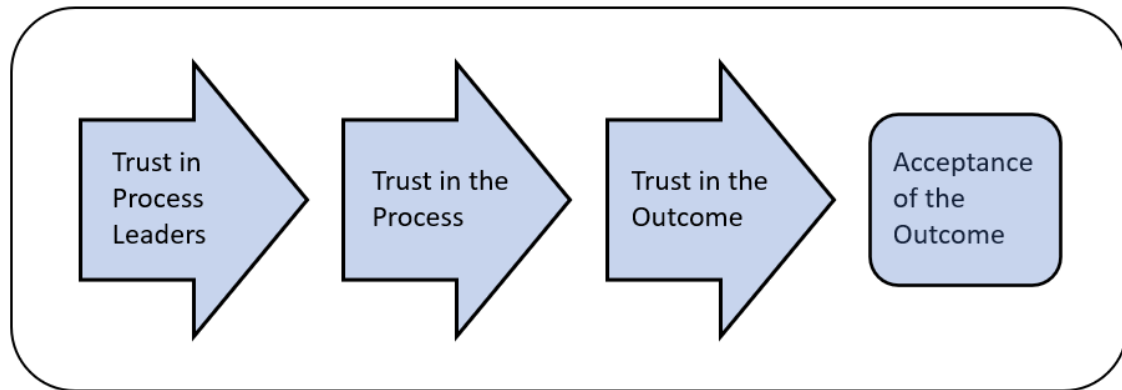 Trust in
Process
Leaders
Trust in the
Process
Trust in the
Outcome
Acceptance
of the
Outcome